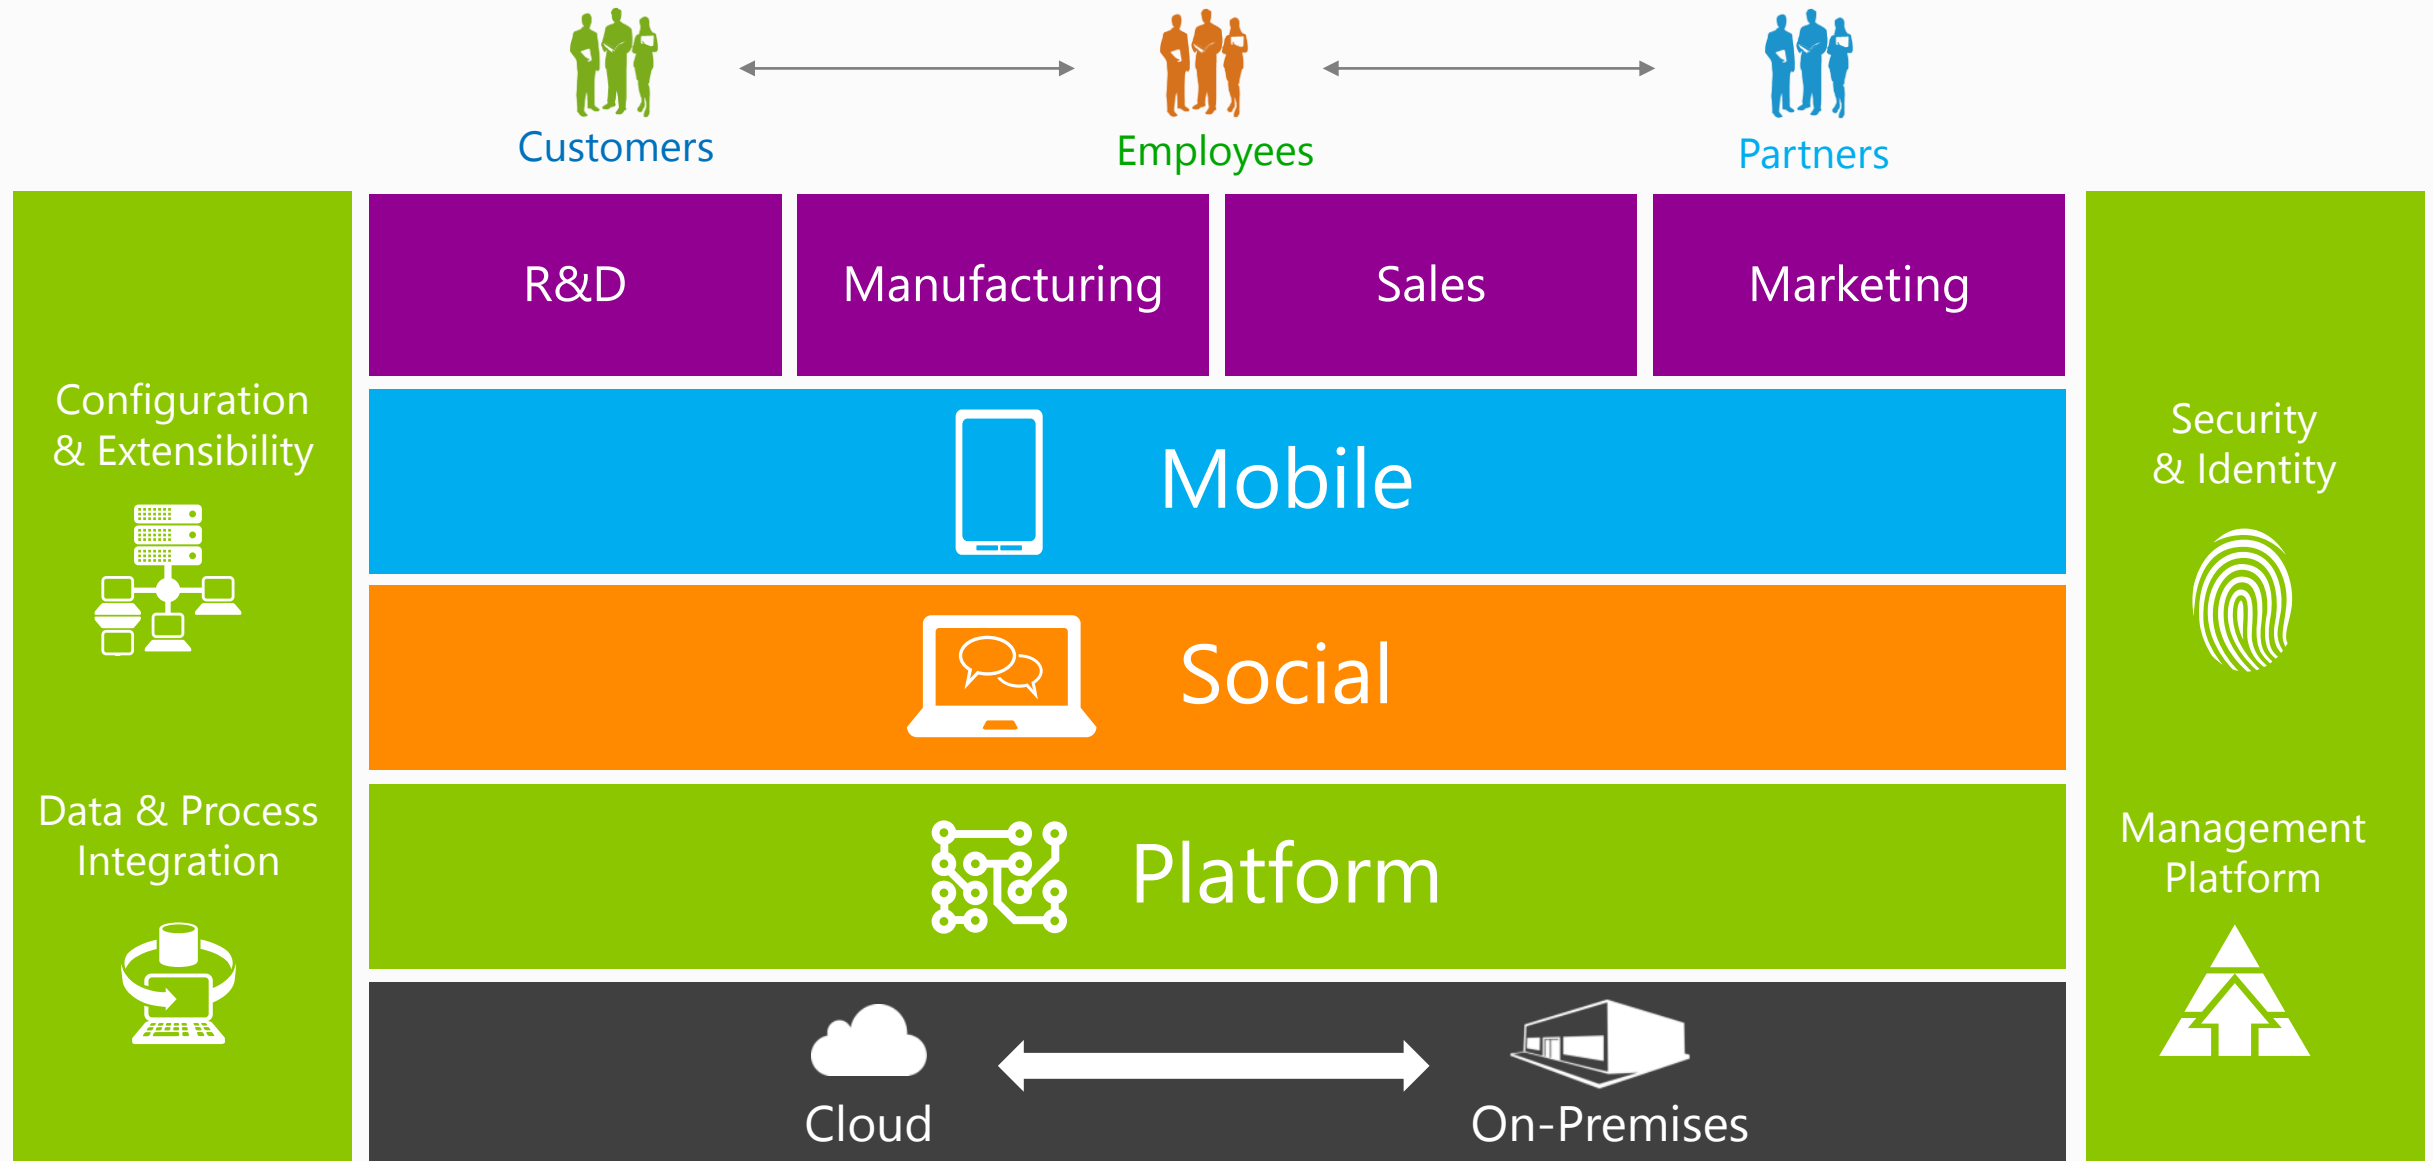 Customers
Employees
Partners
R&D
Manufacturing
Sales
Marketing
Configuration
& Extensibility
Data & Process
Integration
Mobile
Social
Platform
Cloud
On-Premises
Security
& Identity
Management
Platform